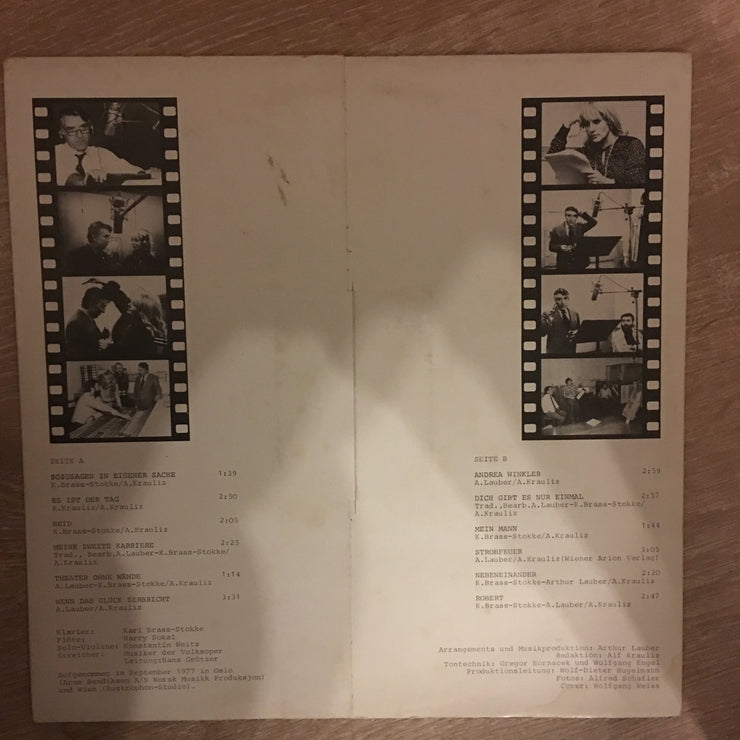 SEITE A
SOZUSAGEN IN EIGENER SACHE 1:39
K.Brass-Stokke/A.Krauliz
ES IST DER TAG 2:50
A.Krauliz/A.Krauliz
NEID 2:05
K.Brass-Stokke/A.Krauliz
MEINE ZWEITE KARRIERE 2:25
Trad., Bearb.A.Lauber-K.Brass-Stokke/
A.Krauliz
THEATER OHNE WÄNDE 1:14
A.Lauber-K.Brass-Stokke/A.Krauliz
WENN DAS GLÜCK ZERBRICHT 3:31
A.Lauber/A.Krauliz
Klavier: Kari Brass-Stokke
Flöte: Harry Sokal
Solo-Violine: Konstantin Weitz
Streicher: Musiker der Volksoper
Leitung:Hans Grötzer
Aufgenommen im September 1977 in Oslo
(Arne Bendiksen A/S Norsk Musikk Produksjon)
und Wien (Austrophon-Studio).
SEITE B
ANDREA WINKLER 2:59
A.Lauber/A.Krauliz
DICH GIBT ES NUR EINMAL 2:57
Trad.,Bearb.A.Lauber-K.Brass-Stokke/
A.Krauliz
MEIN MANN 1:44
K.Brass-Stokke/A.Krauliz
STROHFEUER 3:05
A.Lauber/A.Krauliz(Wiener Arion Verlag)
NEBENEINANDER 2:20
K.Brass-Stokke-Arthur Lauber/A.Krauliz
ROBERT 2:47
K.Brass-Stokke-A.Lauber/A.Krauliz
Arrangements und Musikproduktion: Arthur Lauber
Redaktion: Alf Krauliz
Tontechnik: Gregor Hornacek und Wolfgang Engel
Produktionsleitung: Wolf-Dieter Hugelmann
Fotos: Alfred Schafler
Cover: Wolfgang Weiss